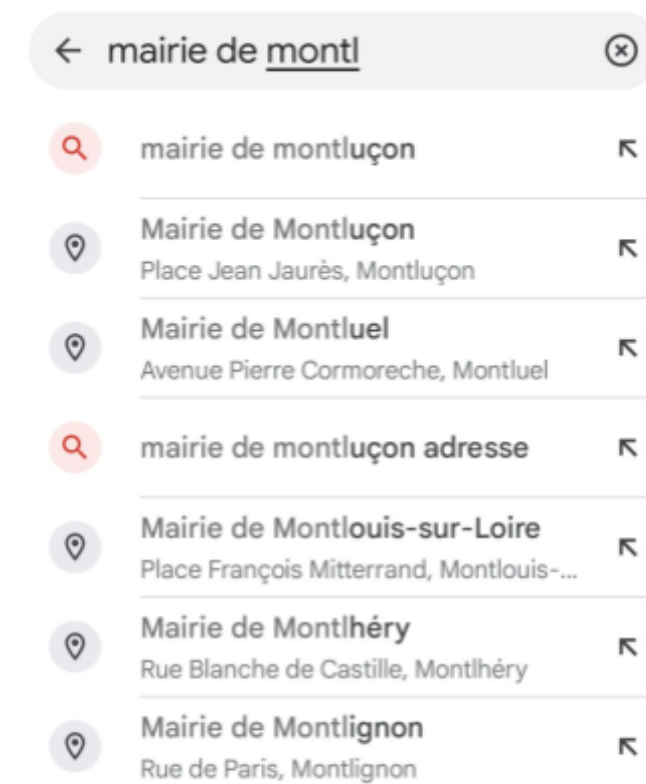 mairie de montl
mairie de montluçon
Mairie de Montluçon
Place Jean Jaurès, Montluçon
Mairie de Montluel
Avenue Pierre Cormoreche, Montluel
mairie de montluçon adresse
Mairie de Montlouis-sur-Loire
Place François Mitterrand, Montlouis-...
Mairie de Montlhéry
Rue Blanche de Castille, Montlhéry
Mairie de Montlignon
Rue de Paris, Montlignon